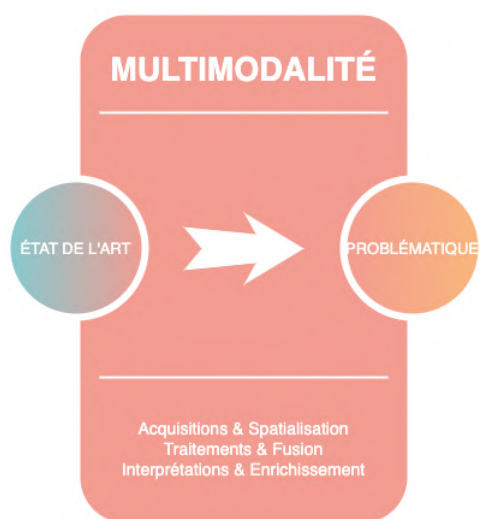 MULTIMODALITÉ
ÉTAT DE L'ART
PROBLÉMATIQUE
Acquisitions & Spatialisation
Traitements & Fusion
Interprétations & Enrichissement